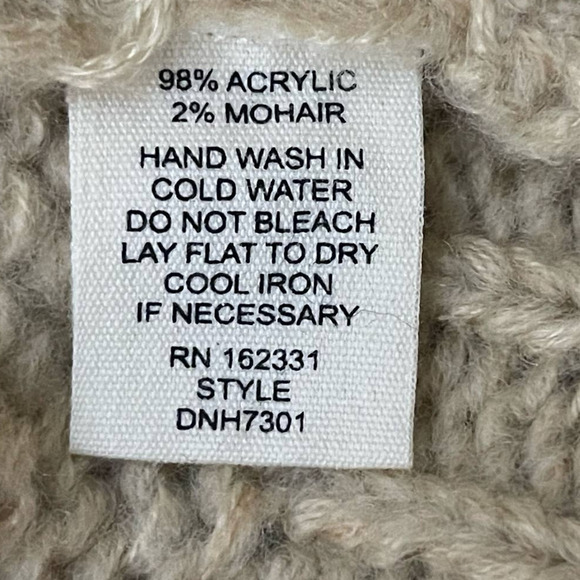 98% ACRYLIC
2% MOHAIR
HAND WASH IN
COLD WATER
DO NOT BLEACH
LAY FLAT TO DRY
COOL IRON
IF NECESSARY
RN 162331
STYLE
DNH7301